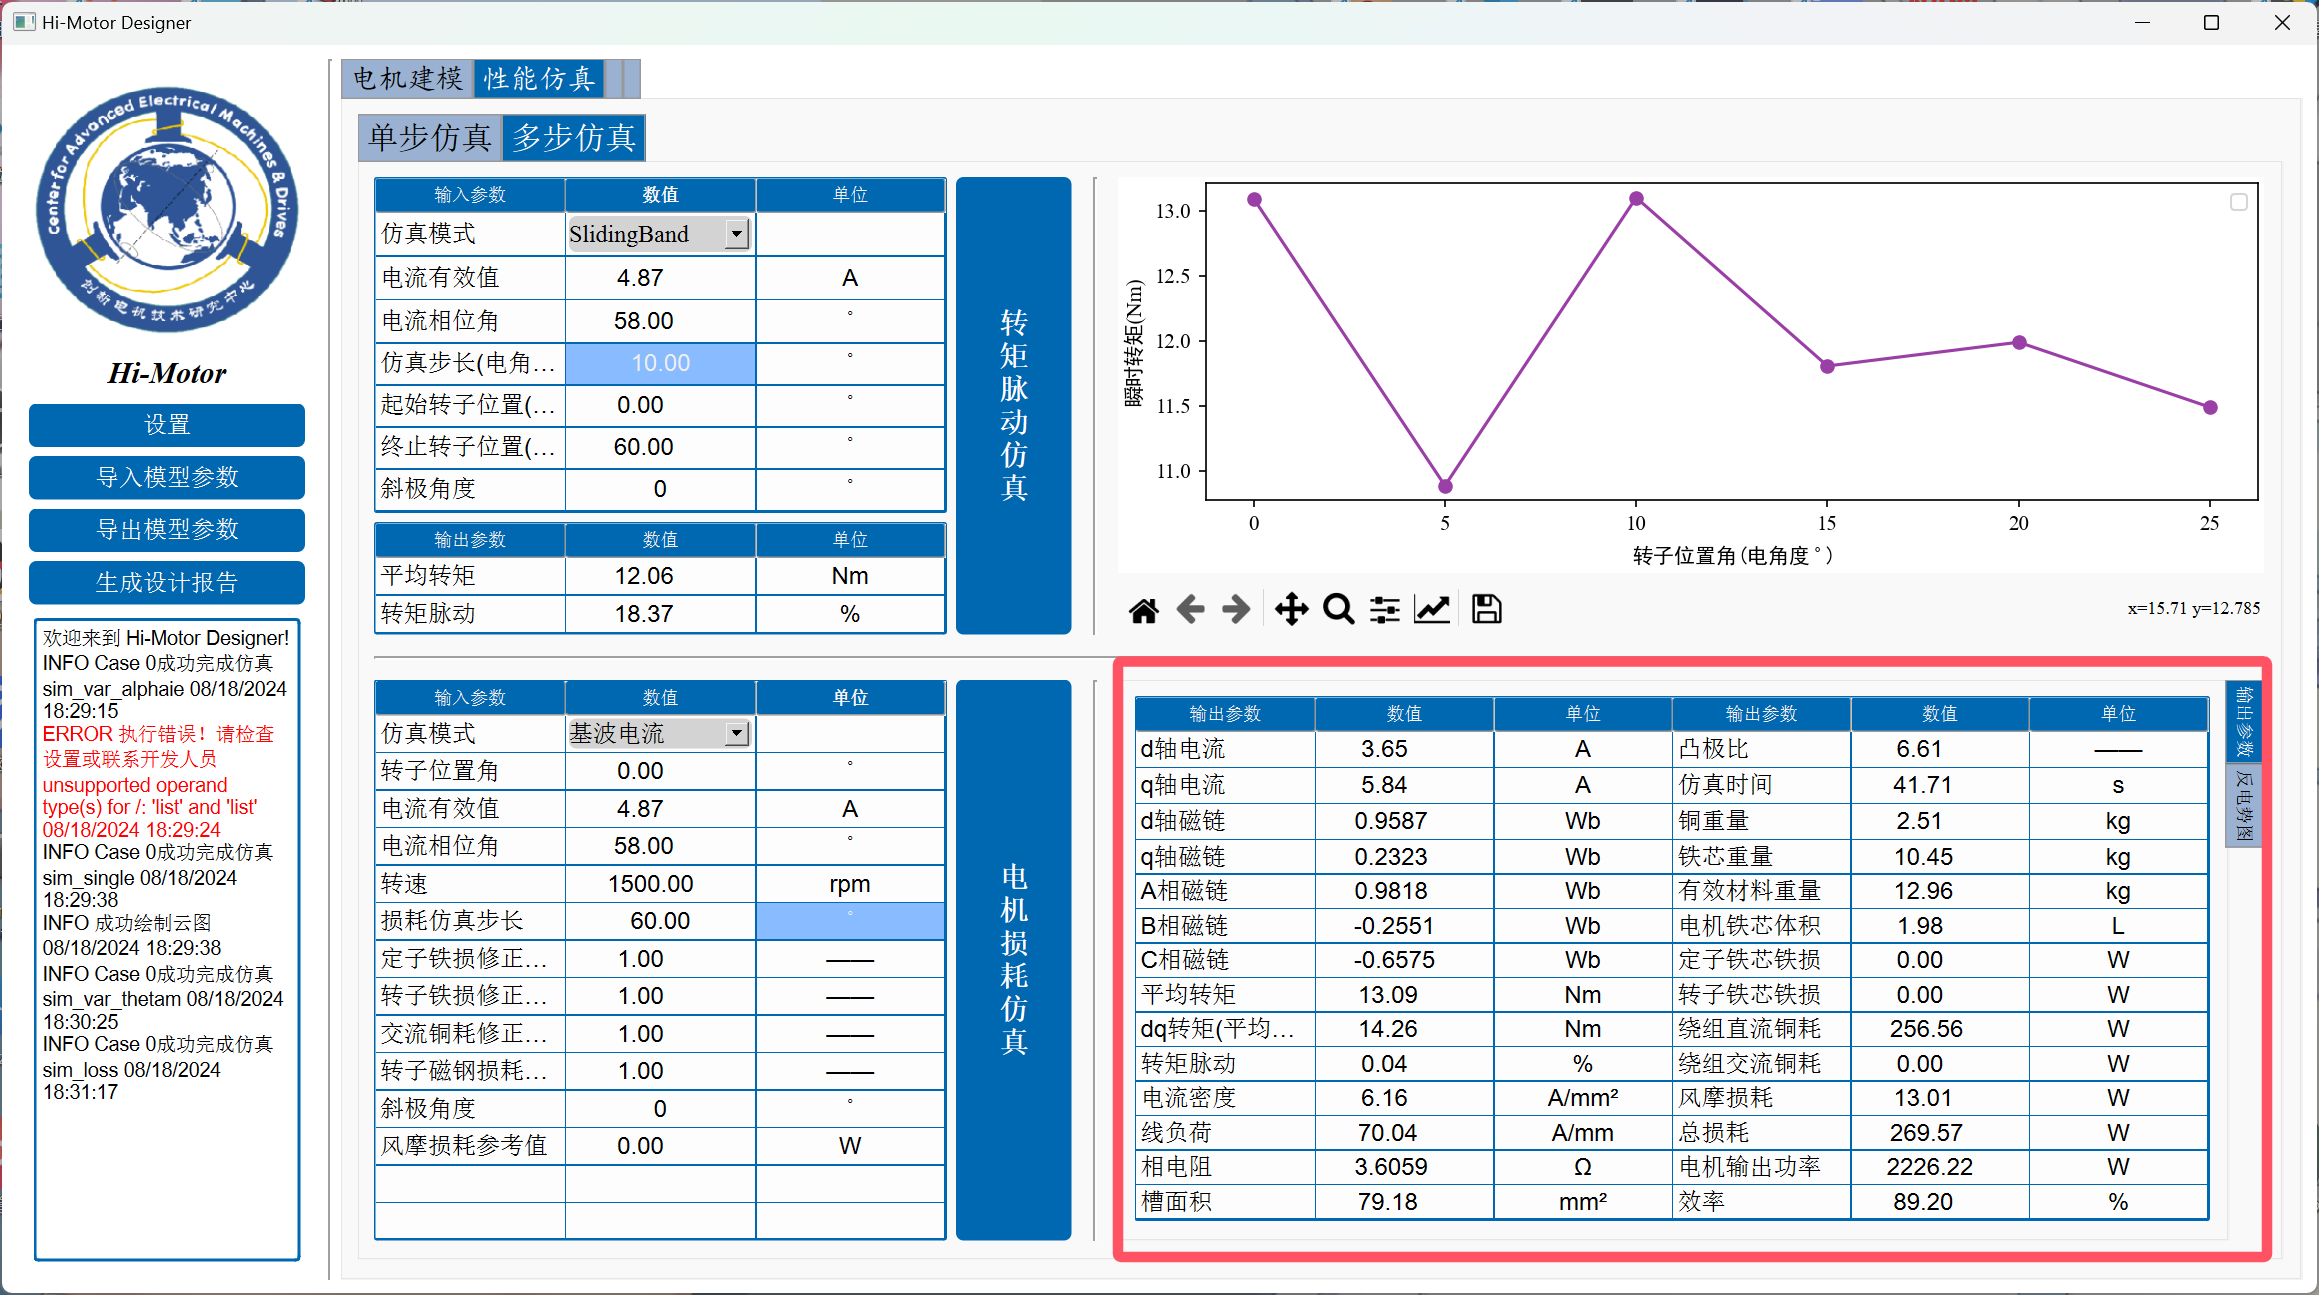 Hi-Motor Designer
Center for Advanced Electrical Machines & Drives
创新电机技术研究中心
Hi-Motor
设置
导入模型参数
导出模型参数
生成设计报告
欢迎来到 Hi-Motor Designer!
INFO Case 0成功完成仿真
sim_var_alphaie 08/18/2024
18:29:15
ERROR 执行错误！请检查
设置或联系开发人员
unsupported operand
type(s) for /: 'list' and 'list'
08/18/2024 18:29:24
INFO Case 0成功完成仿真
sim_single 08/18/2024
18:29:38
INFO 成功绘制云图
08/18/2024 18:29:38
INFO Case 0成功完成仿真
sim_var_thetam 08/18/2024
18:30:25
INFO Case 0成功完成仿真
sim_loss 08/18/2024
18:31:17
电机建模 性能仿真
单步仿真 多步仿真
输入参数 数值 单位
仿真模式 SlidingBand
电流有效值 4.87 A
电流相位角 58.00 °
仿真步长(电角... 10.00 °
起始转子位置(... 0.00 °
终止转子位置(... 60.00 °
斜极角度 0 °
输出参数 数值 单位
平均转矩 12.06 Nm
转矩脉动 18.37 %
转矩脉动仿真
瞬时转矩(Nm)
13.0
12.5
12.0
11.5
11.0
0 5 10 15 20 25
转子位置角(电角度°)
x=15.71 y=12.785
输入参数 数值 单位
仿真模式 基波电流
转子位置角 0.00 °
电流有效值 4.87 A
电流相位角 58.00 °
转速 1500.00 rpm
损耗仿真步长 60.00 °
定子铁损修正... 1.00 ——
转子铁损修正... 1.00 ——
交流铜耗修正... 1.00 ——
转子磁钢损耗... 1.00 ——
斜极角度 0 °
风摩损耗参考值 0.00 W
电机损耗仿真
输出参数 数值 单位 输出参数 数值 单位
d轴电流 3.65 A 凸极比 6.61 ——
q轴电流 5.84 A 仿真时间 41.71 s
d轴磁链 0.9587 Wb 铜重量 2.51 kg
q轴磁链 0.2323 Wb 铁芯重量 10.45 kg
A相磁链 0.9818 Wb 有效材料重量 12.96 kg
B相磁链 -0.2551 Wb 电机铁芯体积 1.98 L
C相磁链 -0.6575 Wb 定子铁芯铁损 0.00 W
平均转矩 13.09 Nm 转子铁芯铁损 0.00 W
dq转矩(平均... 14.26 Nm 绕组直流铜耗 256.56 W
转矩脉动 0.04 % 绕组交流铜耗 0.00 W
电流密度 6.16 A/mm² 风摩损耗 13.01 W
线负荷 70.04 A/mm 总损耗 269.57 W
相电阻 3.6059 Ω 电机输出功率 2226.22 W
槽面积 79.18 mm² 效率 89.20 %
输出参数
反电势图